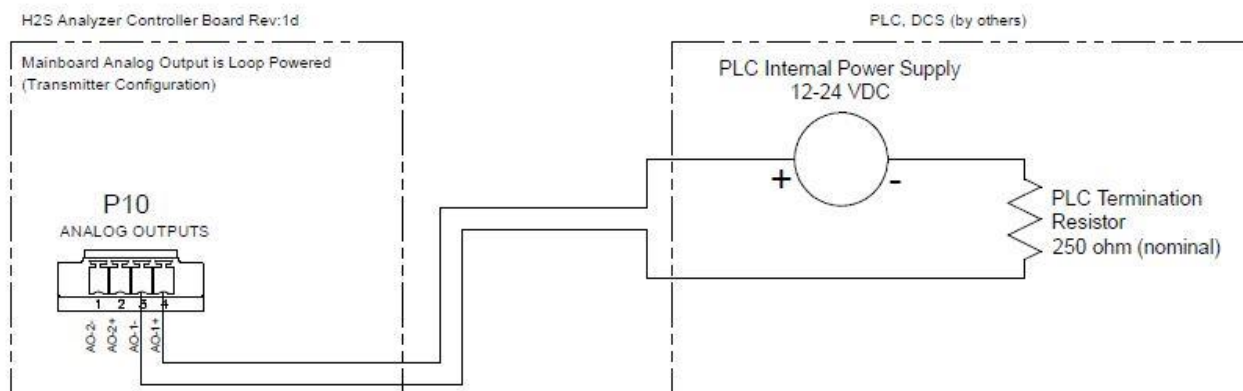 H2S Analyzer Controller Board Rev:1d
PLC, DCS (by others)
Mainboard Analog Output is Loop Powered
(Transmitter Configuration)
PLC Internal Power Supply
12-24 VDC
+ -
P10
ANALOG OUTPUTS
PLC Termination
Resistor
250 ohm (nominal)
1 2 3 4
AO-2-
AO-2+
AO-1-
AO-1+